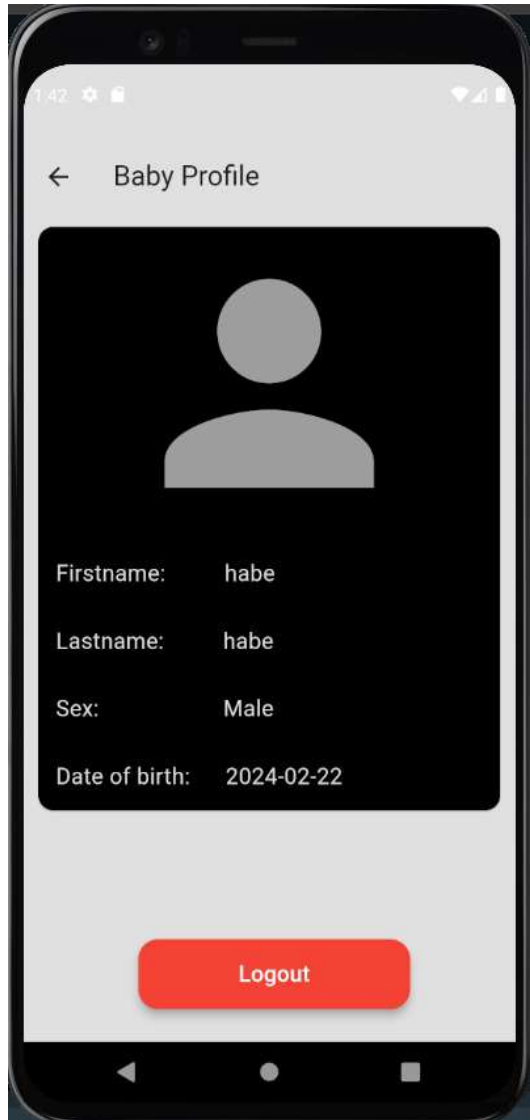 1:42
Baby Profile
Firstname: habe
Lastname: habe
Sex: Male
Date of birth: 2024-02-22
Logout